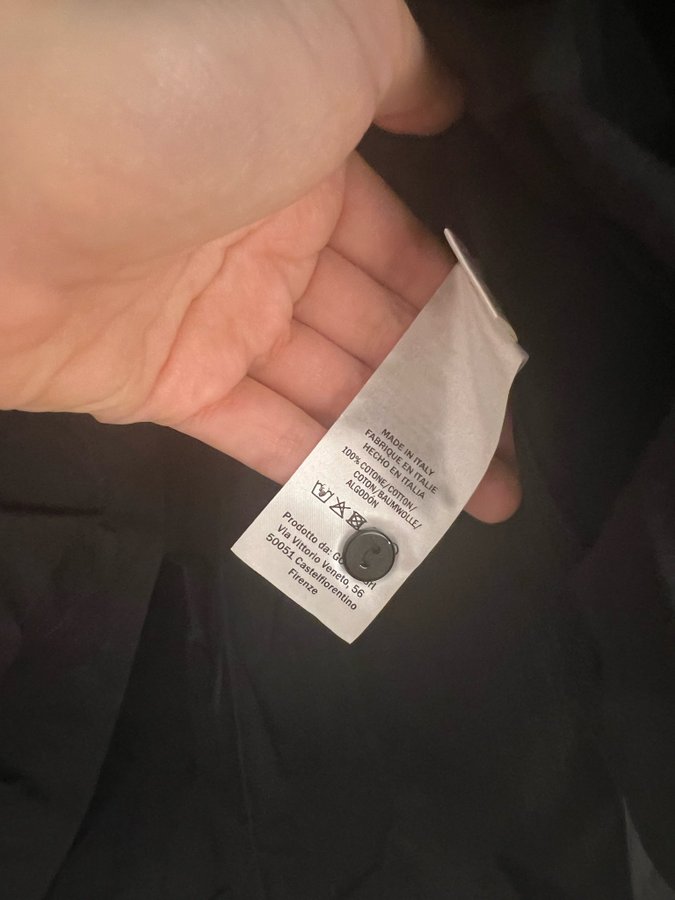 MADE IN ITALY
FABRIQUE EN ITALIE
HECHO EN ITALIA
100% COTONE/COTTON/
COTON/BAUMWOLLE/
ALGODÓN
Prodotto da:
Via Vittorio Veneto, 56
50051 Castelfiorentino
Firenze